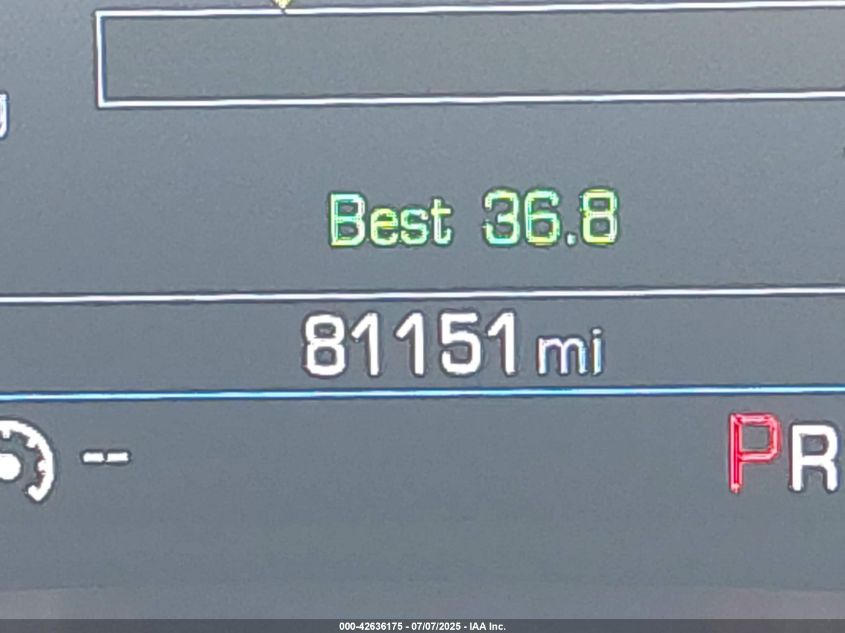 Best 36.8
81151 mi
--
PR
000-42636175 - 07/07/2025 - IAA Inc.